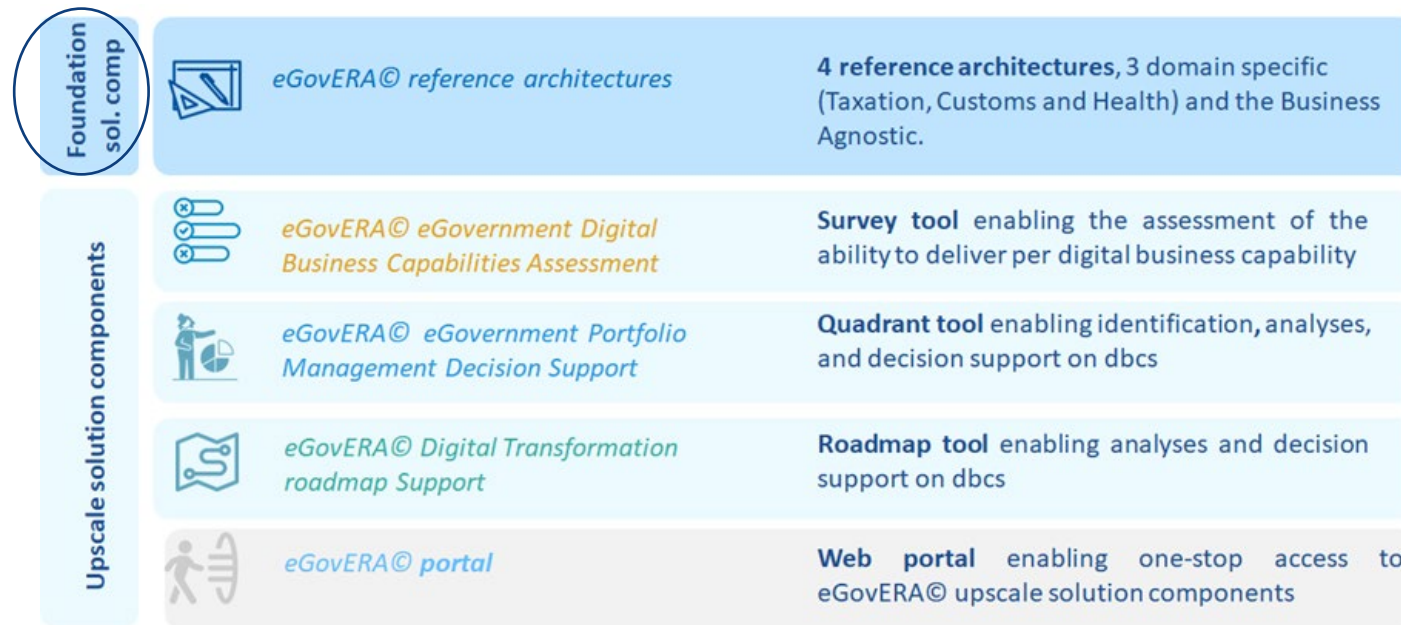 Foundation
sol. comp
eGovERA© reference architectures
4 reference architectures, 3 domain specific
(Taxation, Customs and Health) and the Business
Agnostic.
Upscale solution components
eGovERA© eGovernment Digital
Business Capabilities Assessment
Survey tool enabling the assessment of the
ability to deliver per digital business capability
eGovERA© eGovernment Portfolio
Management Decision Support
Quadrant tool enabling identification, analyses,
and decision support on dbcs
eGovERA© Digital Transformation
roadmap Support
Roadmap tool enabling analyses and decision
support on dbcs
eGovERA© portal
Web portal enabling one-stop access to
eGovERA© upscale solution components